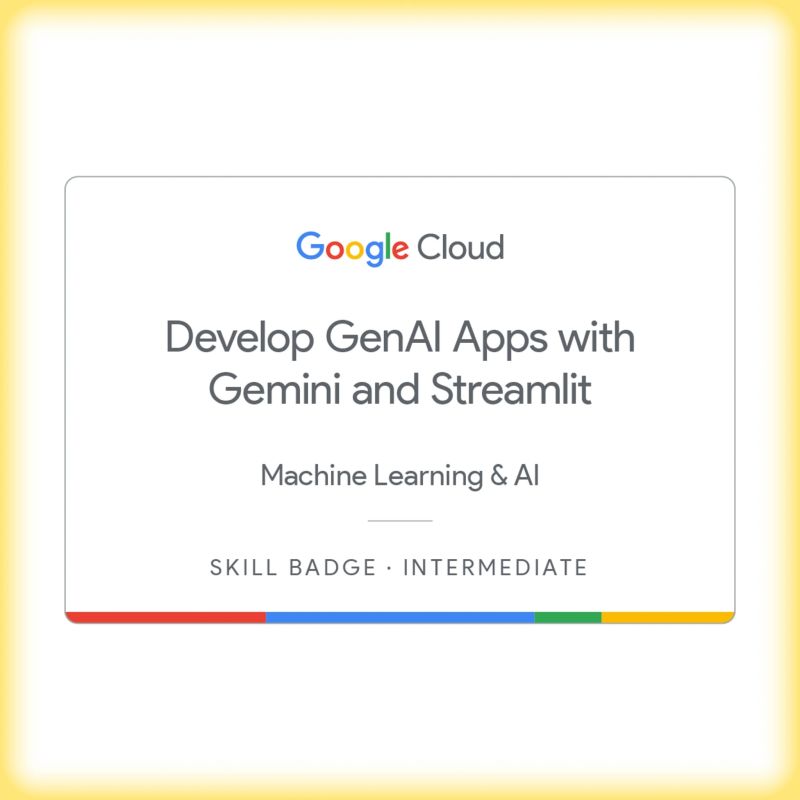 Google Cloud
Develop GenAI Apps with
Gemini and Streamlit
Machine Learning & AI
SKILL BADGE · INTERMEDIATE